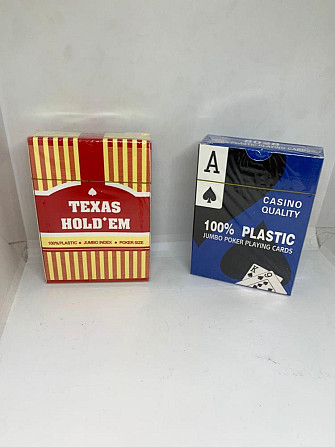 TEXAS
HOLD'EM
100% PLASTIC ★ JUMBO INDEX ★ POKER SIZE
A
CASINO
QUALITY
100% PLASTIC
JUMBO POKER PLAYING CARDS
K